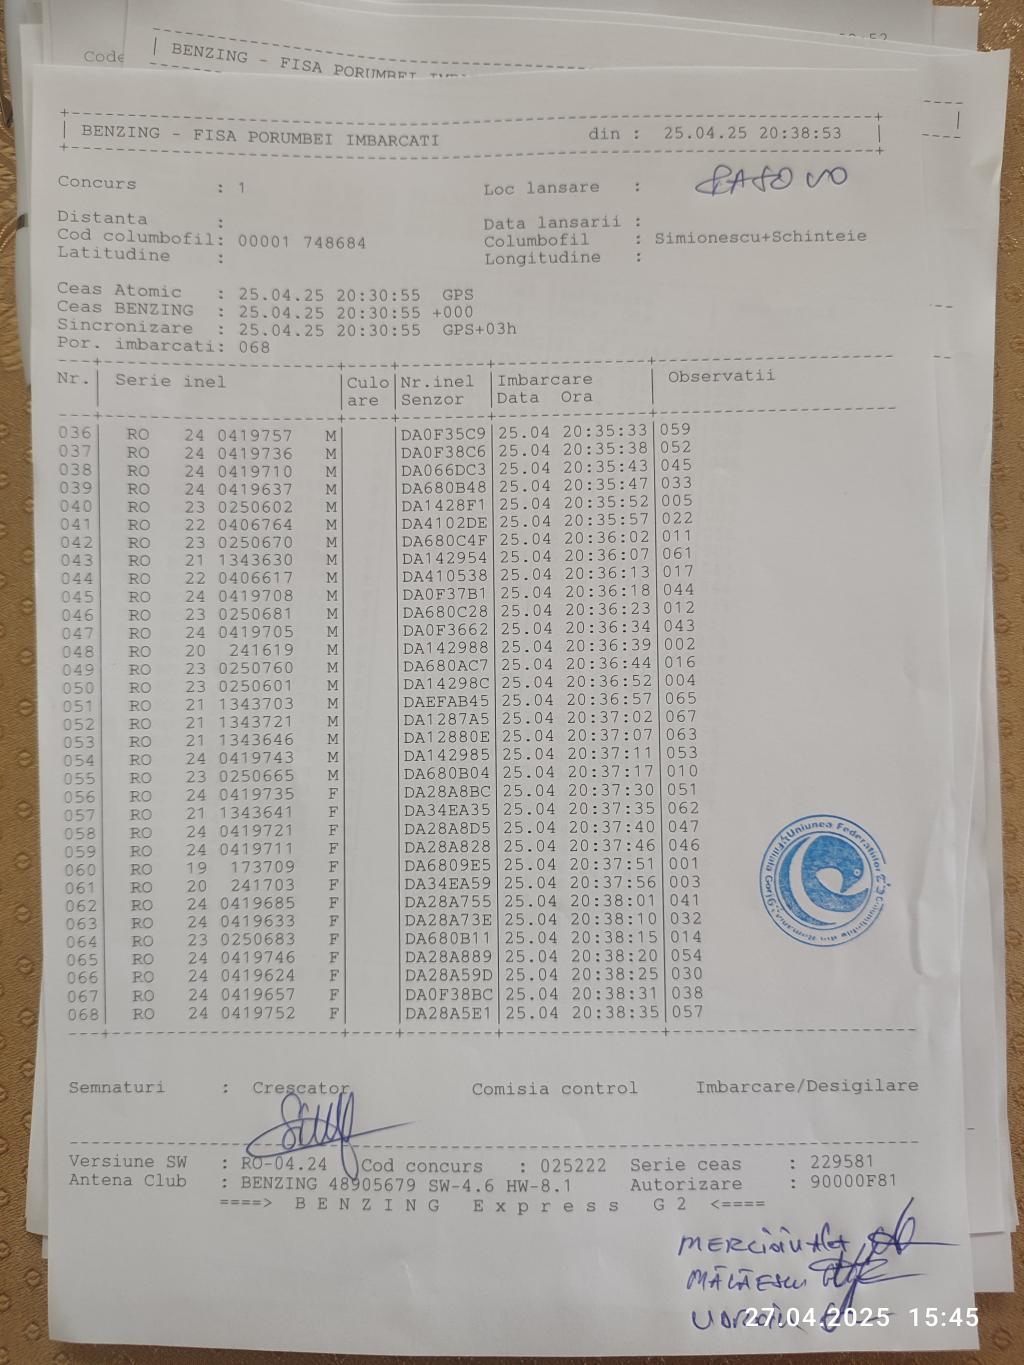 Code
BENZING - FISA PORUMBEI
BENZING - FISA PORUMBEI IMBARCATI din : 25.04.25 20:38:53
Concurs : 1 Loc lansare :
Distanta : Data lansarii :
Cod columbofil: 00001 748684 Columbofil : Simionescu+Schinteie
Latitudine : Longitudine :
Ceas Atomic : 25.04.25 20:30:55 GPS
Ceas BENZING : 25.04.25 20:30:55 +000
Sincronizare : 25.04.25 20:30:55 GPS+03h
Por. imbarcati: 068
Nr. Serie inel Culo Nr.inel Imbarcare Observatii
are Senzor Data Ora
036 RO 24 0419757 M DA0F35C9 25.04 20:35:33 059
037 RO 24 0419736 M DA0F38C6 25.04 20:35:38 052
038 RO 24 0419710 M DA066DC3 25.04 20:35:43 045
039 RO 24 0419637 M DA680B48 25.04 20:35:47 033
040 RO 23 0250602 M DA1428F1 25.04 20:35:52 005
041 RO 22 0406764 M DA4102DE 25.04 20:35:57 022
042 RO 23 0250670 M DA680C4F 25.04 20:36:02 011
043 RO 21 1343630 M DA142954 25.04 20:36:07 061
044 RO 22 0406617 M DA410538 25.04 20:36:13 017
045 RO 24 0419708 M DA0F37B1 25.04 20:36:18 044
046 RO 23 0250681 M DA680C28 25.04 20:36:23 012
047 RO 24 0419705 M DA0F3662 25.04 20:36:34 043
048 RO 20 241619 M DA142988 25.04 20:36:39 002
049 RO 23 0250760 M DA680AC7 25.04 20:36:44 016
050 RO 23 0250601 M DA14298C 25.04 20:36:52 004
051 RO 21 1343703 M DAEFAB45 25.04 20:36:57 065
052 RO 21 1343721 M DA1287A5 25.04 20:37:02 067
053 RO 21 1343646 M DA12880E 25.04 20:37:07 063
054 RO 24 0419743 M DA142985 25.04 20:37:11 053
055 RO 23 0250665 M DA680B04 25.04 20:37:17 010
056 RO 24 0419735 F DA28A8BC 25.04 20:37:30 051
057 RO 21 1343641 F DA34EA35 25.04 20:37:35 062
058 RO 24 0419721 F DA28A8D5 25.04 20:37:40 047
059 RO 24 0419711 F DA28A828 25.04 20:37:46 046
060 RO 19 173709 F DA6809E5 25.04 20:37:51 001
061 RO 20 241703 F DA34EA59 25.04 20:37:56 003
062 RO 24 0419685 F DA28A755 25.04 20:38:01 041
063 RO 24 0419633 F DA28A73E 25.04 20:38:10 032
064 RO 23 0250683 F DA680B11 25.04 20:38:15 014
065 RO 24 0419746 F DA28A889 25.04 20:38:20 054
066 RO 24 0419624 F DA28A59D 25.04 20:38:25 030
067 RO 24 0419657 F DA0F38BC 25.04 20:38:31 038
068 RO 24 0419752 F DA28A5E1 25.04 20:38:35 057
Uniunea Federatiilor
Semnaturi : Crescator Comisia control Imbarcare/Desigilare
Versiune SW : RO-04.24 Cod concurs : 025222 Serie ceas : 229581
Antena Club : BENZING 48905679 SW-4.6 HW-8.1 Autorizare : 90000F81
====> B E N Z I N G E x p r e s s G 2 <====
27.04.2025 15:45